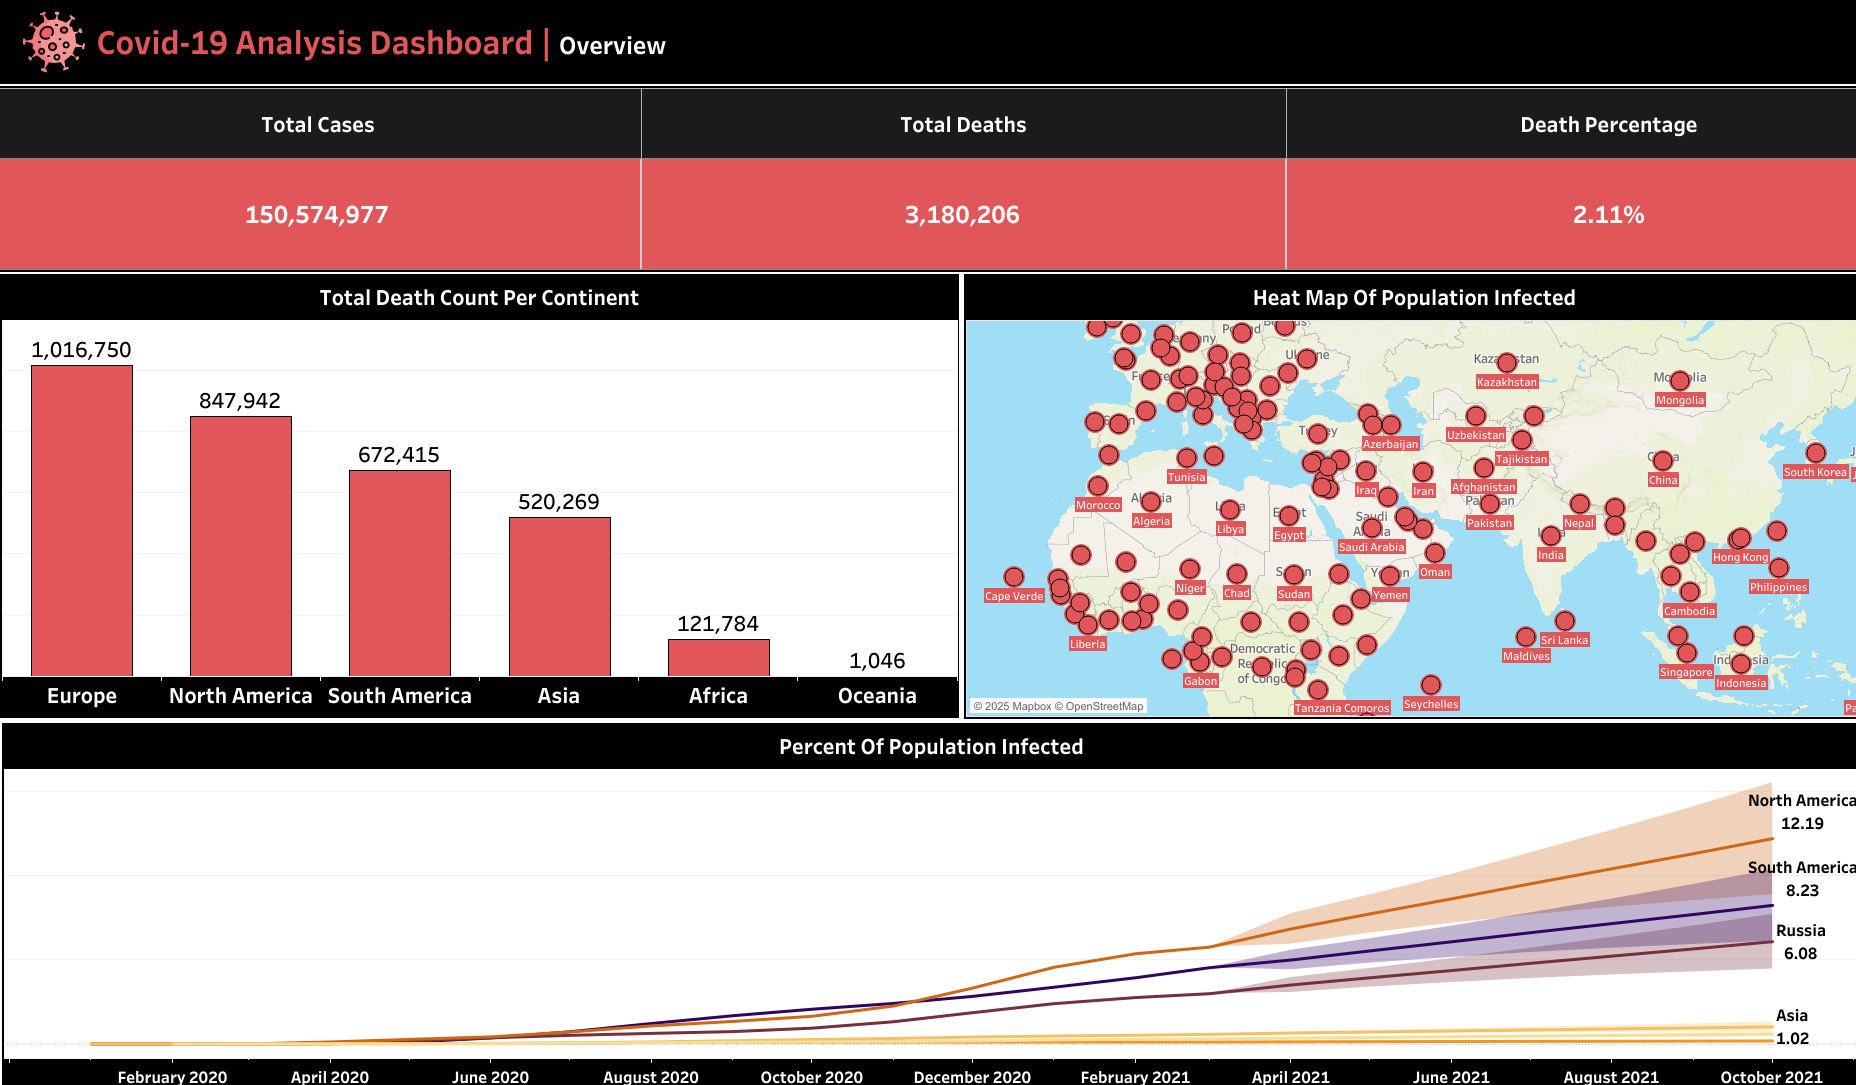 Covid-19 Analysis Dashboard | Overview
Total Cases
Total Deaths
Death Percentage
150,574,977
3,180,206
2.11%
Total Death Count Per Continent
1,016,750
847,942
672,415
520,269
121,784
1,046
Europe
North America
South America
Asia
Africa
Oceania
Heat Map Of Population Infected
Kazakhstan
Mongolia
Mongolia
Uzbekistan
Azerbaijan
Tajikistan
South Korea
Tunisia
China
Iraq
Iran
Afghanistan
Morocco
Algeria
Libya
Egypt
Saudi
Saudi Arabia
Pakistan
Nepal
India
Hong Kong
Oman
Philippines
Cape Verde
Niger
Chad
Sudan
Yemen
Cambodia
Liberia
Sri Lanka
Maldives
Democratic
of Congo
Gabon
Singapore
Indonesia
Tanzania
Comoros
Seychelles
© 2025 Mapbox © OpenStreetMap
Percent Of Population Infected
North America
12.19
South America
8.23
Russia
6.08
Asia
1.02
February 2020
April 2020
June 2020
August 2020
October 2020
December 2020
February 2021
April 2021
June 2021
August 2021
October 2021